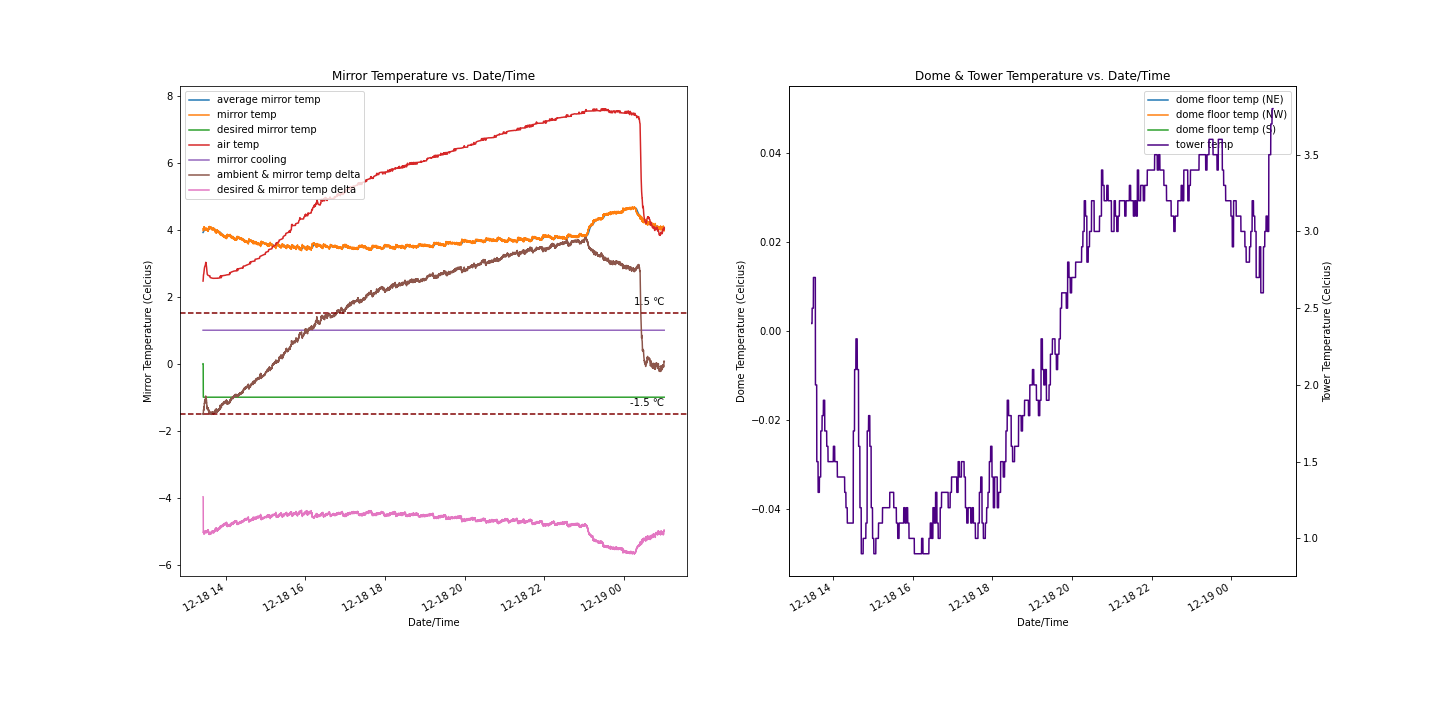 Mirror Temperature vs. Date/Time
average mirror temp
mirror temp
desired mirror temp
air temp
mirror cooling
ambient & mirror temp delta
desired & mirror temp delta
8
6
4
2
0
−2
−4
−6
1.5 °C
-1.5 °C
Mirror Temperature (Celcius)
12-18 14
12-18 16
12-18 18
12-18 20
12-18 22
12-19 00
Date/Time
Dome & Tower Temperature vs. Date/Time
dome floor temp (NE)
dome floor temp (NW)
dome floor temp (S)
tower temp
0.04
0.02
0.00
−0.02
−0.04
Dome Temperature (Celcius)
3.5
3.0
2.5
2.0
1.5
1.0
Tower Temperature (Celcius)
12-18 14
12-18 16
12-18 18
12-18 20
12-18 22
12-19 00
Date/Time